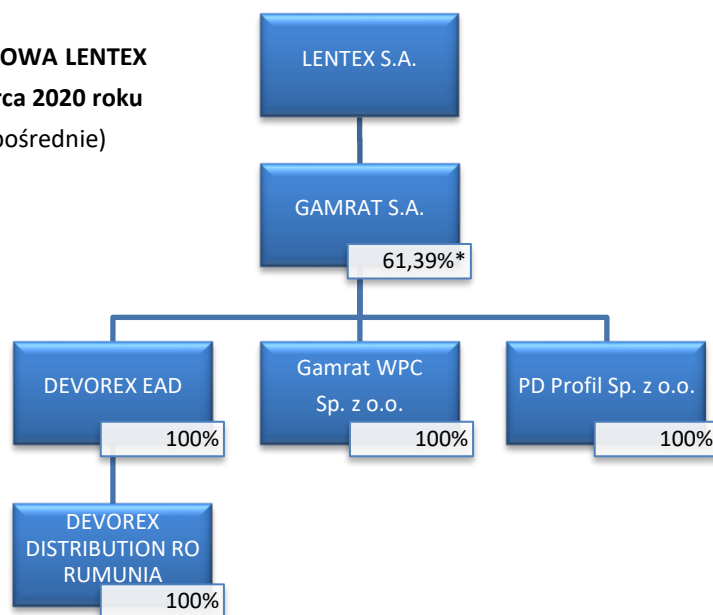 OWA LENTEX
rca 2020 roku
pośrednie)
LENTEX S.A.
GAMRAT S.A.
61,39%*
DEVOREX EAD
100%
Gamrat WPC
Sp. z o.o.
100%
PD Profil Sp. z o.o.
100%
DEVOREX
DISTRIBUTION RO
RUMUNIA
100%